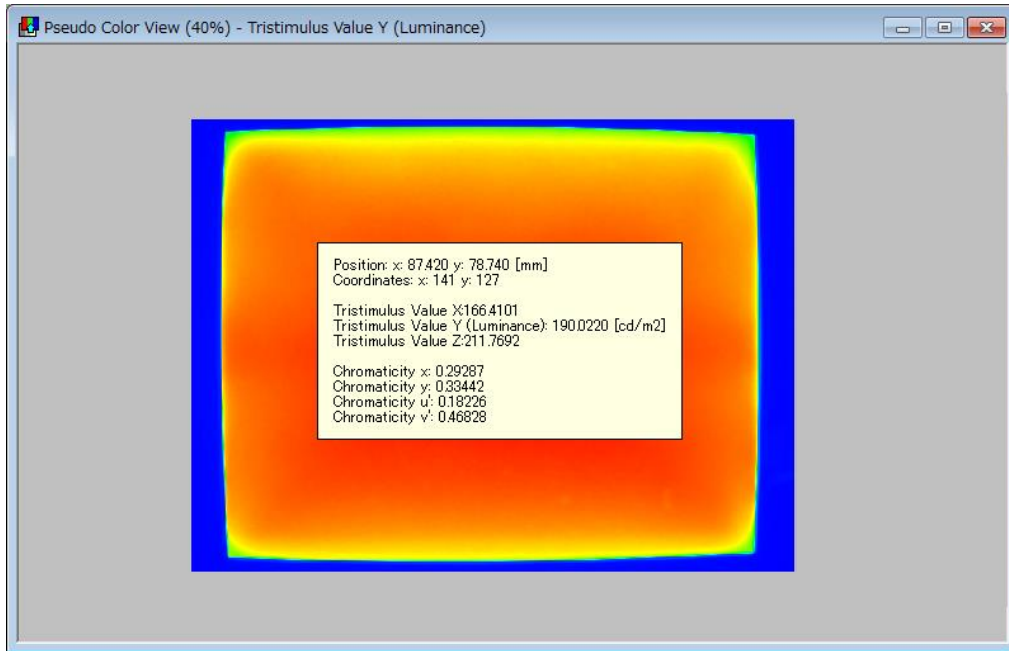 Pseudo Color View (40%) - Tristimulus Value Y (Luminance)
Position: x: 87.420 y: 78.740 [mm]
Coordinates: x: 141 y: 127
Tristimulus Value X:166.4101
Tristimulus Value Y (Luminance): 190.0220 [cd/m2]
Tristimulus Value Z:211.7692
Chromaticity x: 0.29287
Chromaticity y: 0.33442
Chromaticity u': 0.18226
Chromaticity v': 0.46828